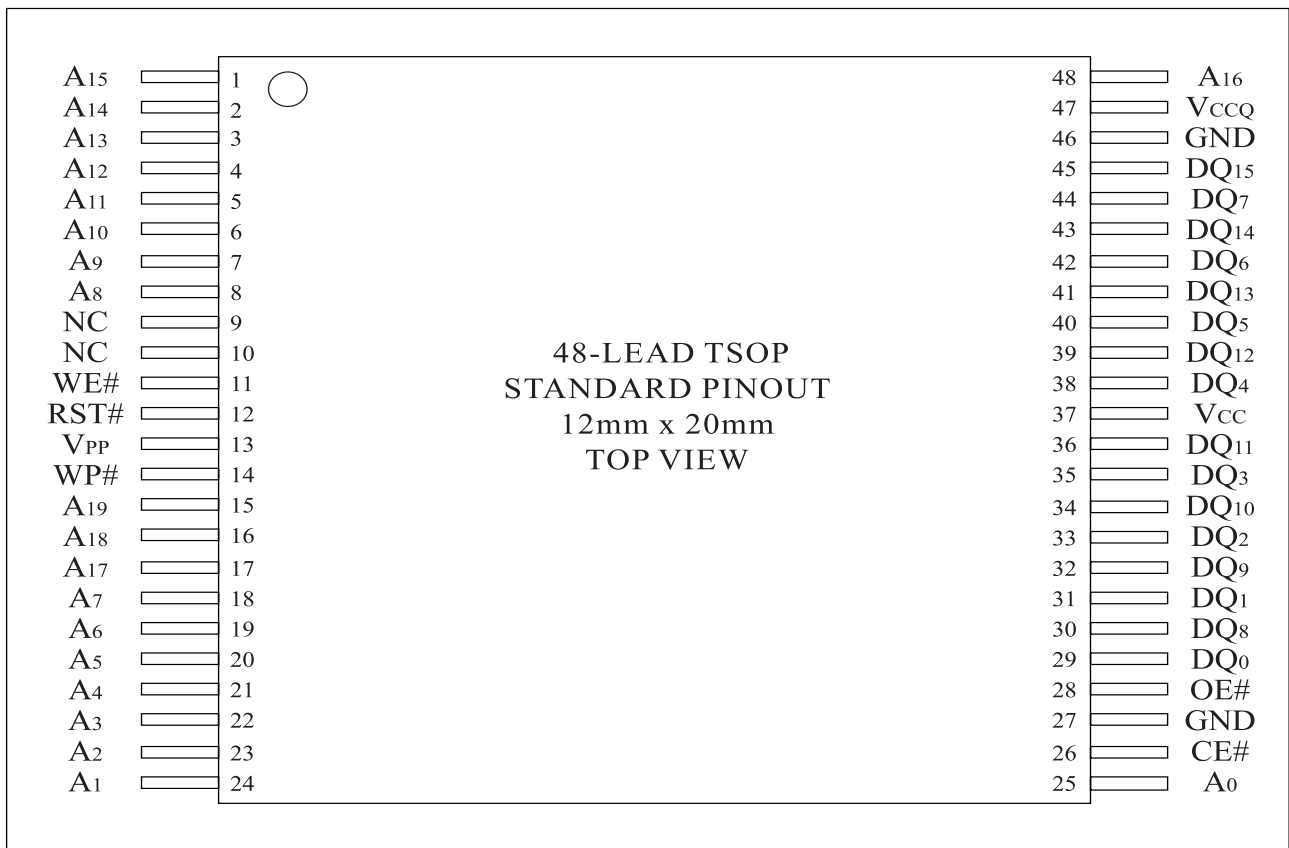 A15 1 48 A16
A14 2 47 VCCQ
A13 3 46 GND
A12 4 45 DQ15
A11 5 44 DQ7
A10 6 43 DQ14
A9 7 42 DQ6
A8 8 41 DQ13
NC 9 40 DQ5
NC 10 39 DQ12
WE# 11 38 DQ4
RST# 12 37 VCC
VPP 13 36 DQ11
WP# 14 35 DQ3
A19 15 34 DQ10
A18 16 33 DQ2
A17 17 32 DQ9
A7 18 31 DQ1
A6 19 30 DQ8
A5 20 29 DQ0
A4 21 28 OE#
A3 22 27 GND
A2 23 26 CE#
A1 24 25 A0
48-LEAD TSOP
STANDARD PINOUT
12mm x 20mm
TOP VIEW